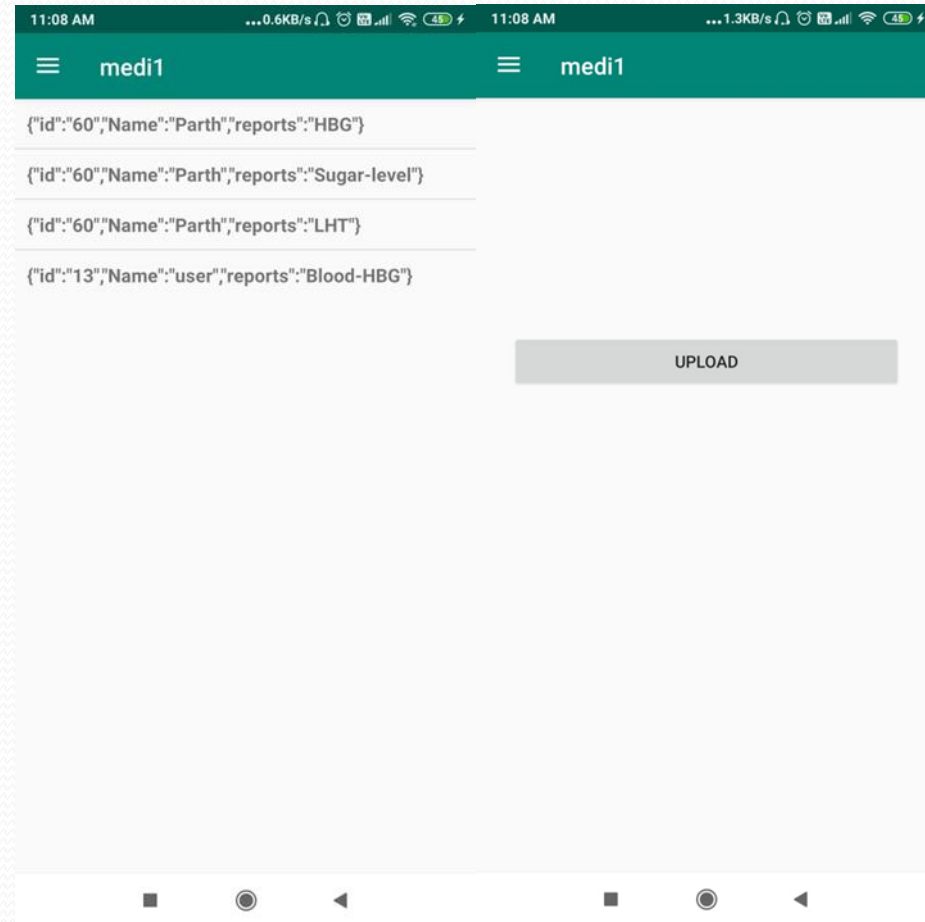 11:08 AM ...0.6KB/s 45
medi1
{"id":"60","Name":"Parth","reports":"HBG"}
{"id":"60","Name":"Parth","reports":"Sugar-level"}
{"id":"60","Name":"Parth","reports":"LHT"}
{"id":"13","Name":"user","reports":"Blood-HBG"}
11:08 AM ...1.3KB/s 45
medi1
UPLOAD